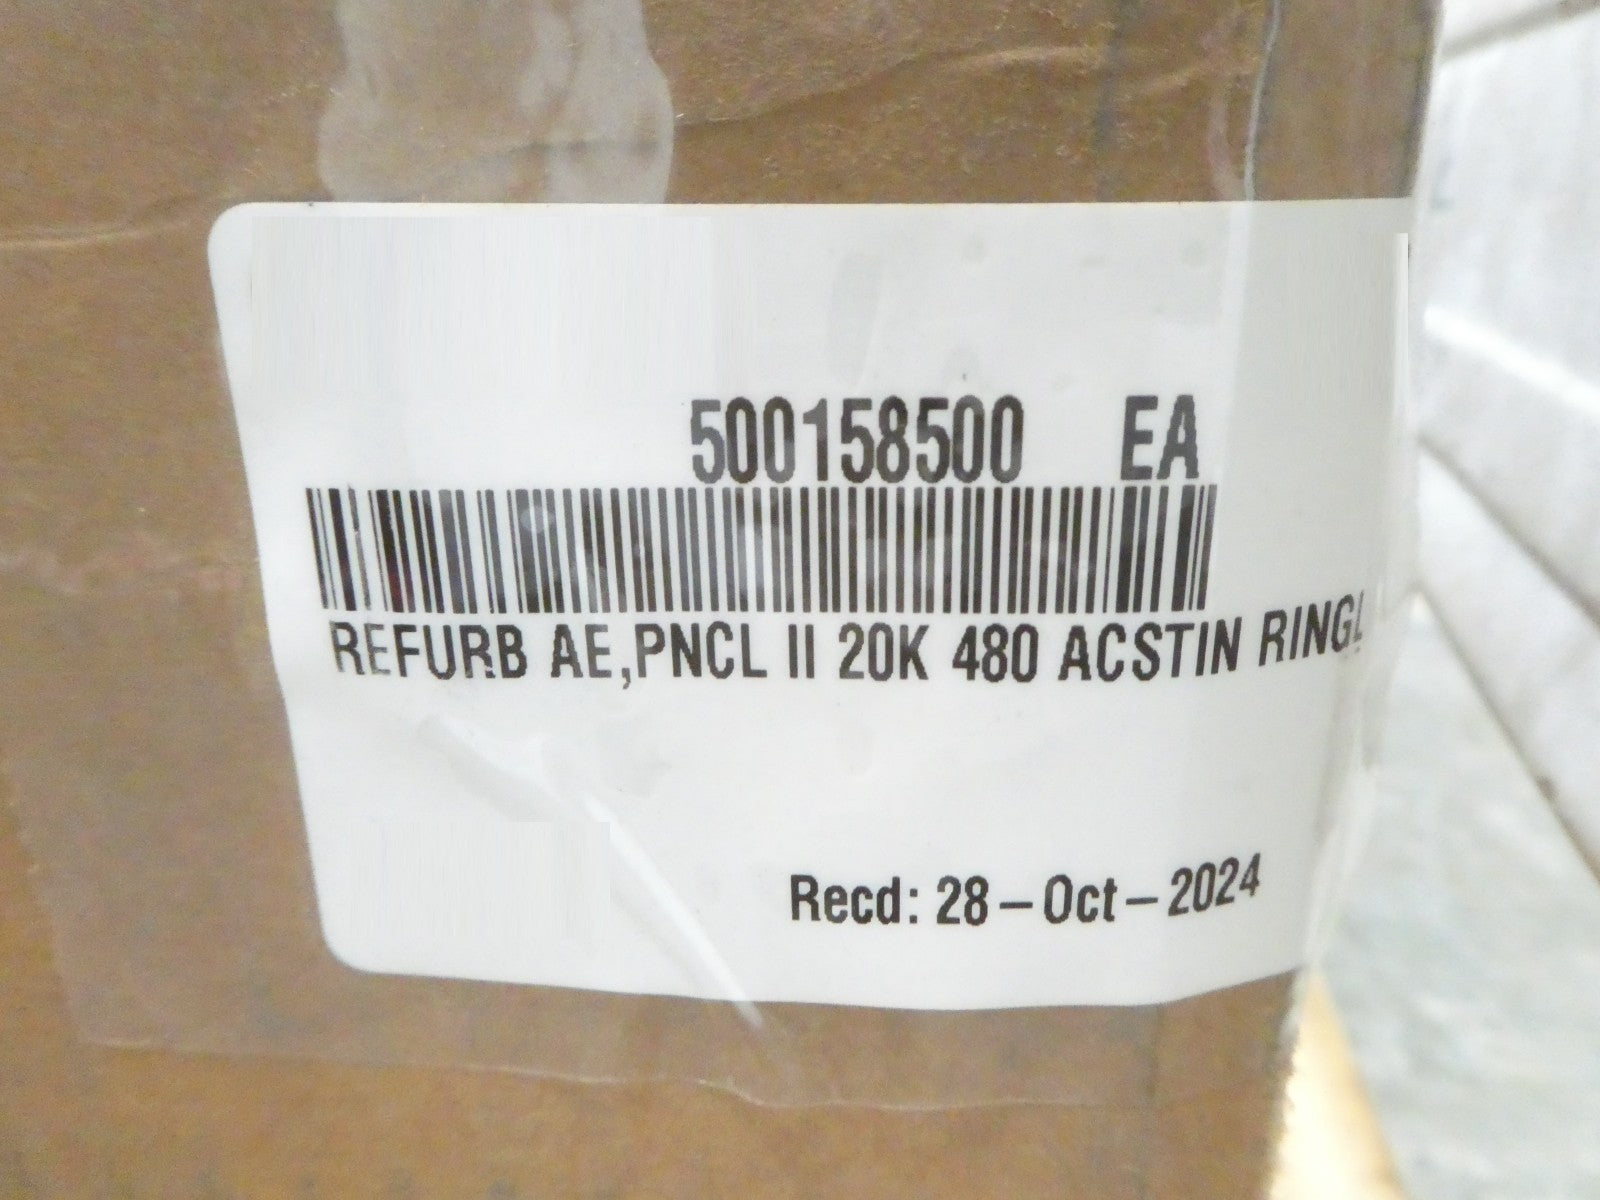 500158500 EA
REFURB AE,PNCL II 20K 480 ACSTIN RINGL
Recd: 28-Oct-2024